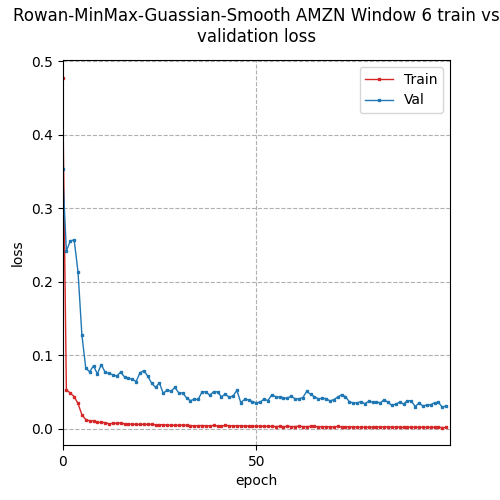 Rowan-MinMax-Guassian-Smooth AMZN Window 6 train vs
validation loss
0.5
Train
Val
0.4
0.3
loss
0.2
0.1
0.0
0
50
epoch